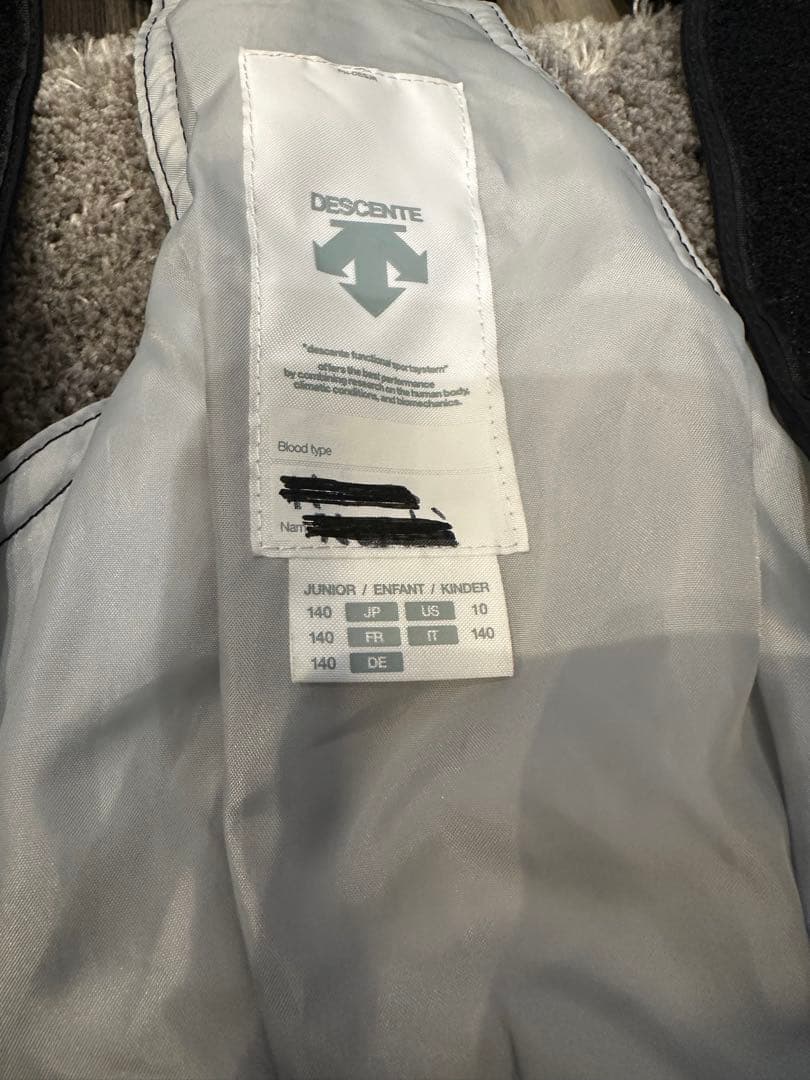 DESCENTE
"descente functional sportsystem"
offers the best performance
by combining research on the human body,
climatic conditions, and biomechanics.
Blood type
JUNIOR / ENFANT / KINDER
140 JP US 10
140 FR IT 140
140 DE